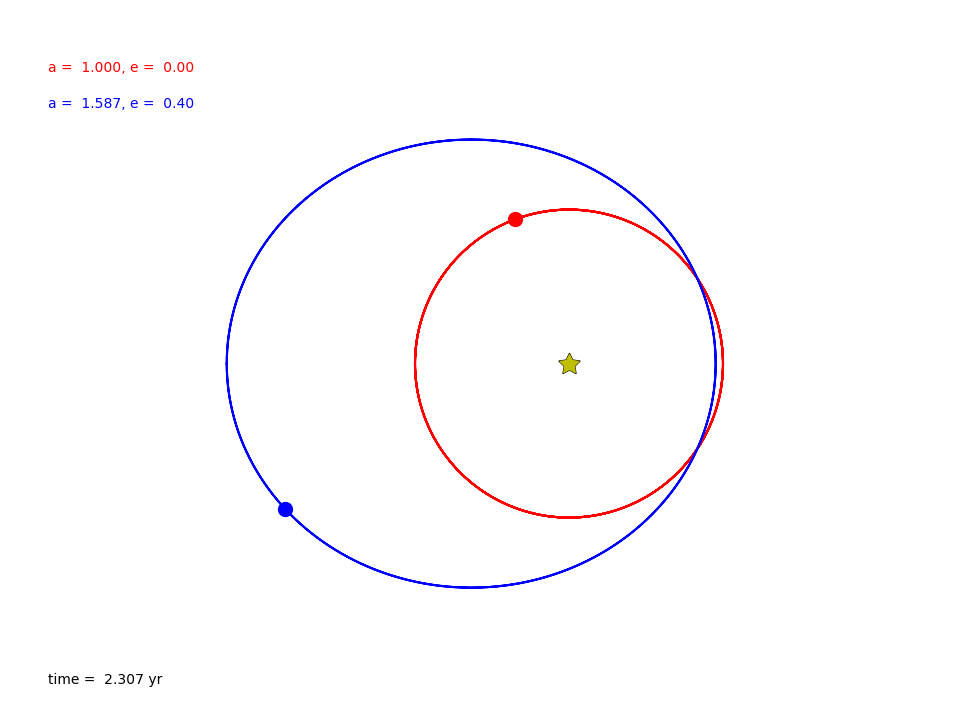 a =  1.000, e =  0.00
a =  1.587, e =  0.40
time =  2.307 yr